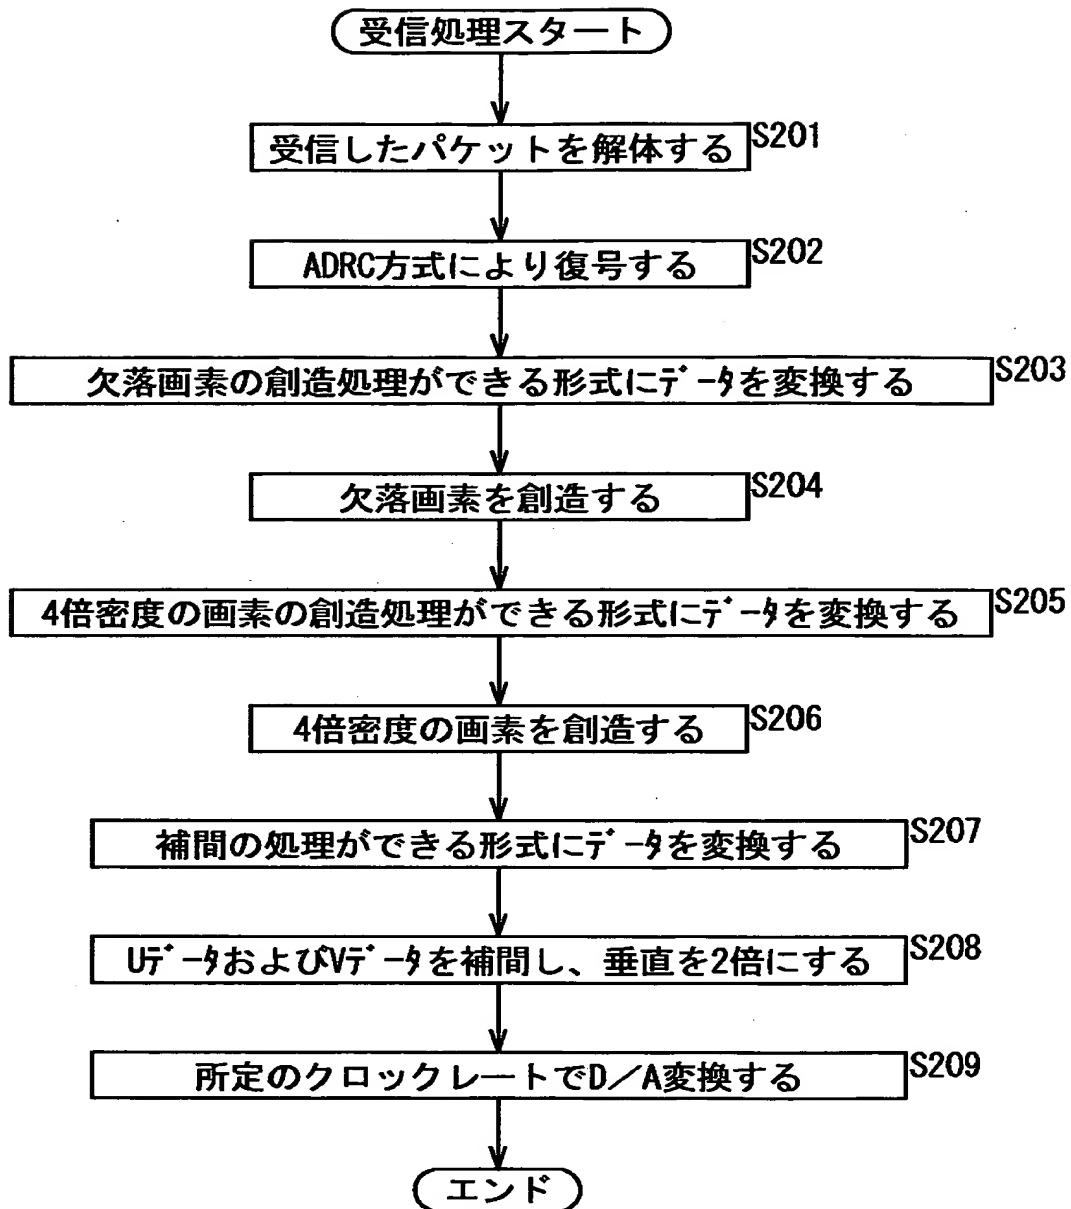 受信処理スタート
受信したパケットを解体する
S201
ADRC方式により復号する
S202
欠落画素の創造処理ができる形式にﾃﾞｰﾀを変換する
S203
欠落画素を創造する
S204
4倍密度の画素の創造処理ができる形式にﾃﾞｰﾀを変換する
S205
4倍密度の画素を創造する
S206
補間の処理ができる形式にﾃﾞｰﾀを変換する
S207
UﾃﾞｰﾀおよびVﾃﾞｰﾀを補間し、垂直を2倍にする
S208
所定のクロックレートでD／A変換する
S209
エンド